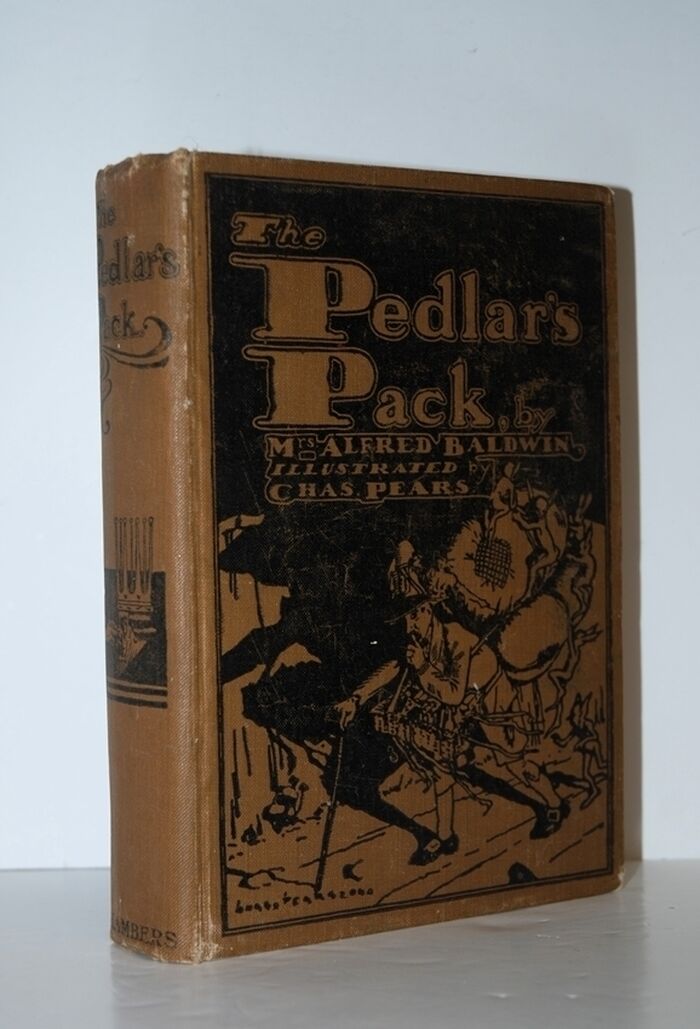 The
Pedlar's
Pack, by
Mrs ALFRED BALDWIN
ILLUSTRATED BY
CHAS PEARS
The
Pedlar's
Pack
CHAMBERS